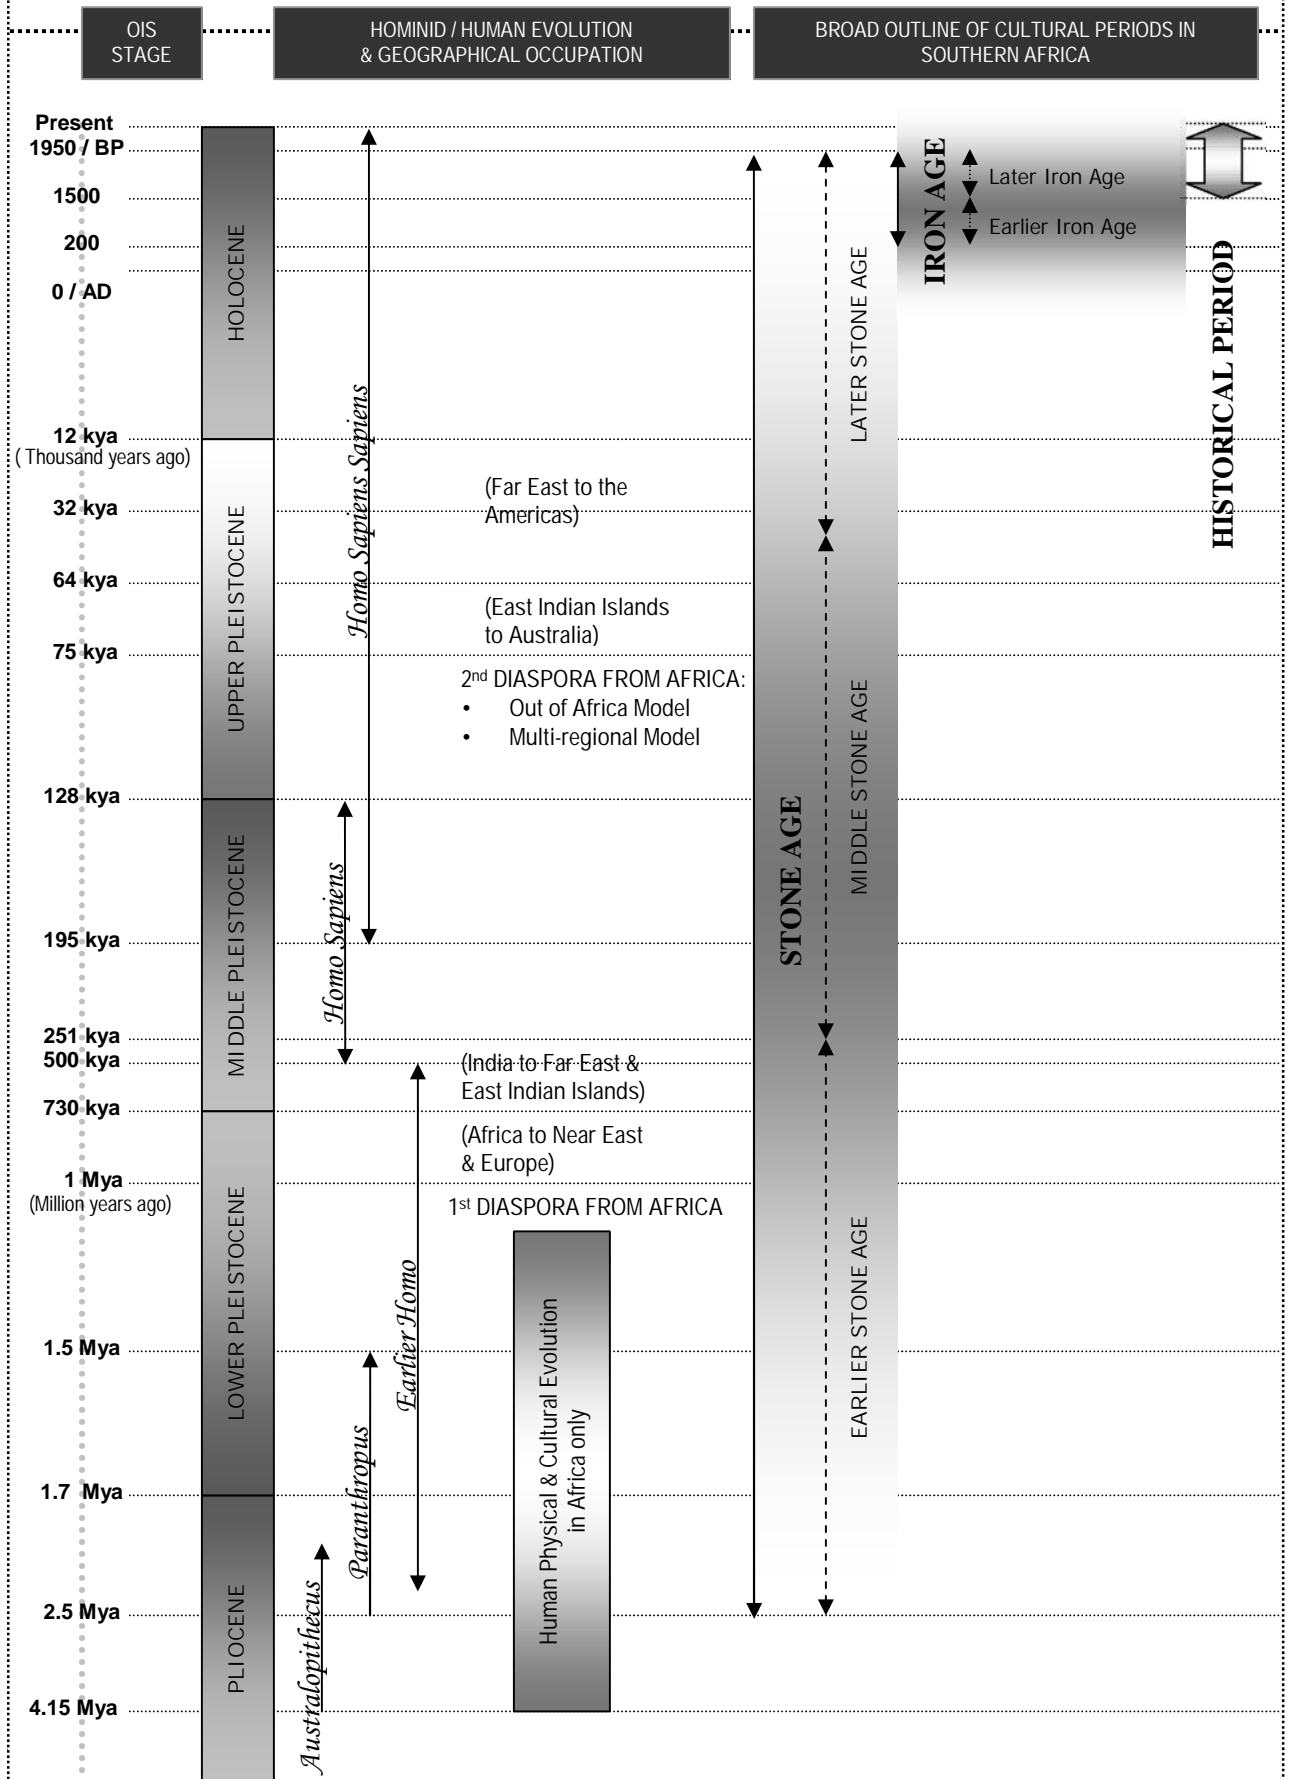 OIS
STAGE
HOMINID / HUMAN EVOLUTION
& GEOGRAPHICAL OCCUPATION
BROAD OUTLINE OF CULTURAL PERIODS IN
SOUTHERN AFRICA
Present
1950 / BP
1500
200
0 / AD
12 kya
( Thousand years ago)
32 kya
64 kya
75 kya
128 kya
195 kya
251 kya
500 kya
730 kya
1 Mya
(Million years ago)
1.5 Mya
1.7 Mya
2.5 Mya
4.15 Mya
HOLOCENE
UPPER PLEISTOCENE
MIDDLE PLEISTOCENE
LOWER PLEISTOCENE
PLIOCENE
Homo Sapiens Sapiens
Homo Sapiens
Earlier Homo
Paranthropus
Australopithecus
(Far East to the
Americas)
(East Indian Islands
to Australia)
2nd DIASPORA FROM AFRICA:
• Out of Africa Model
• Multi-regional Model
(India to Far East &
East Indian Islands)
(Africa to Near East
& Europe)
1st DIASPORA FROM AFRICA
Human Physical & Cultural Evolution
in Africa only
STONE AGE
LATER STONE AGE
MIDDLE STONE AGE
EARLIER STONE AGE
IRON AGE
Later Iron Age
Earlier Iron Age
HISTORICAL PERIOD